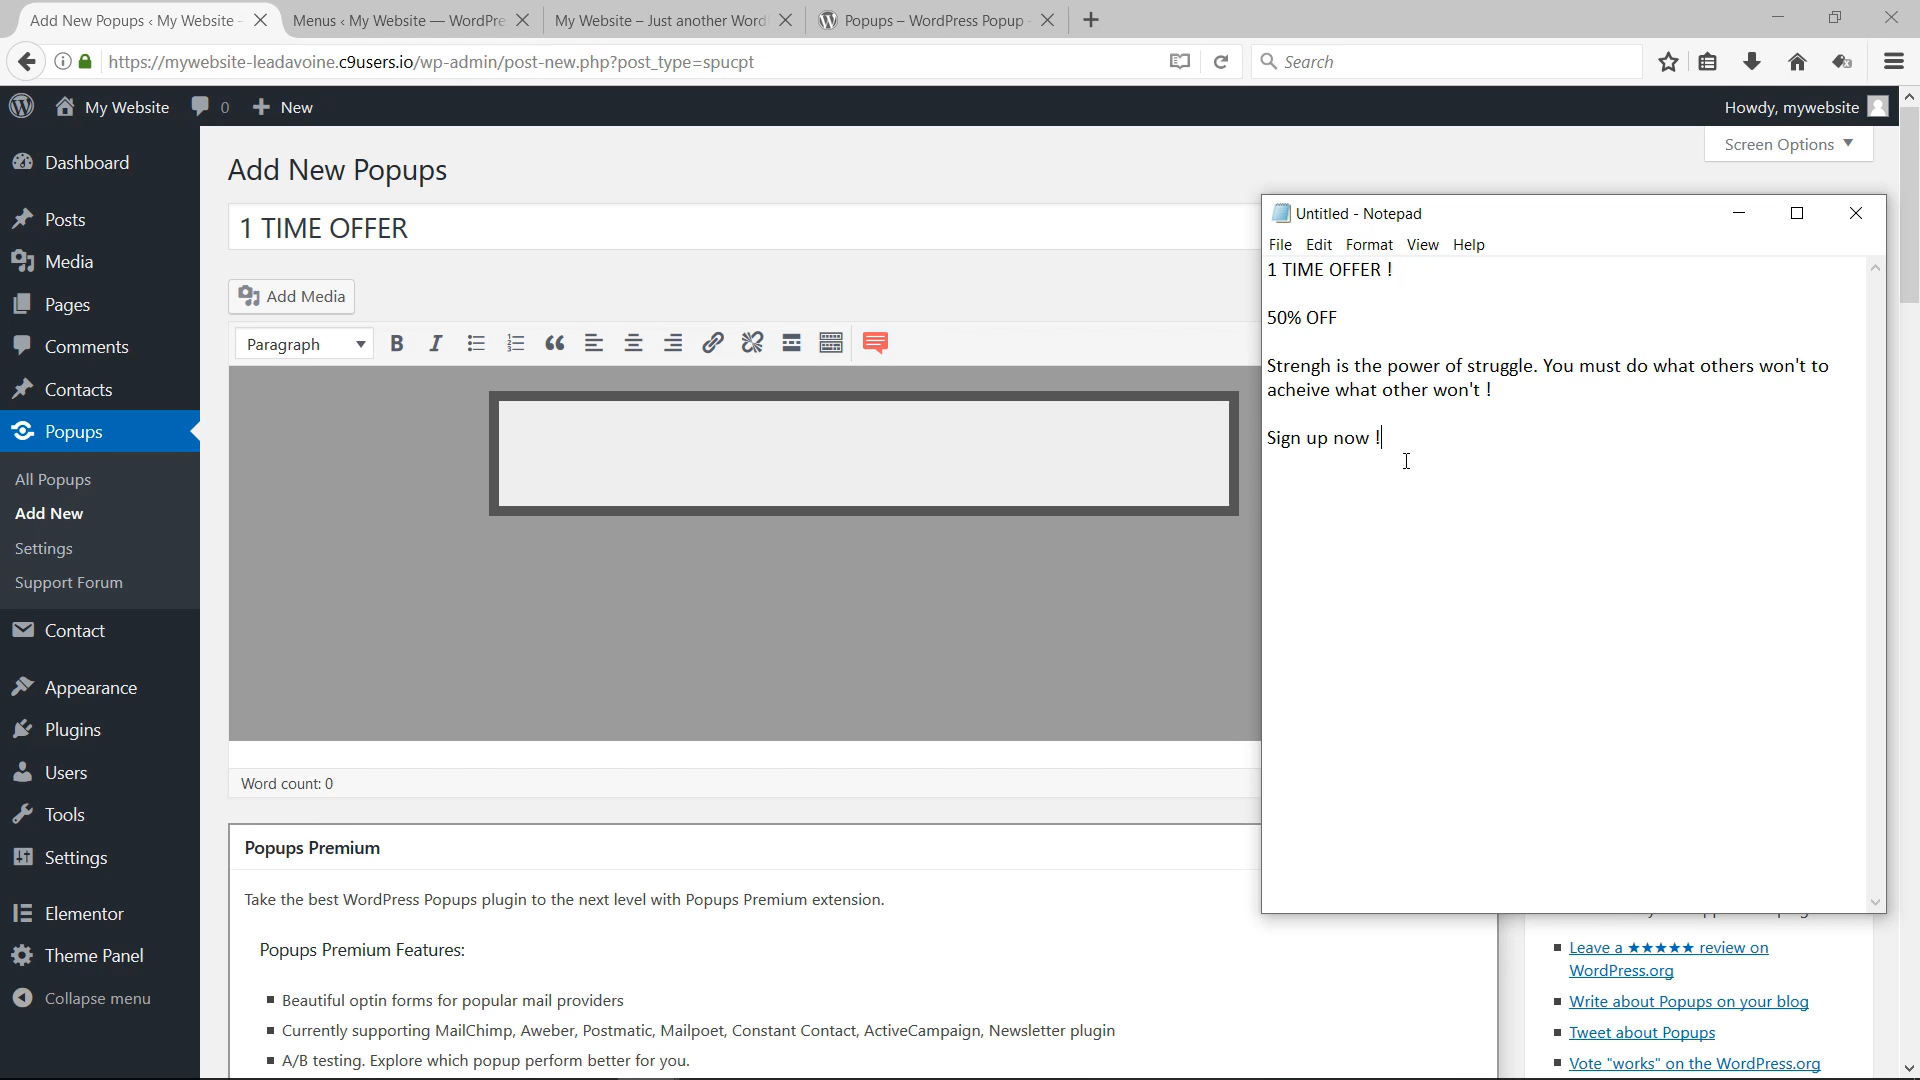 Add New Popups ‹ My Website -
Menus ‹ My Website — WordPre
My Website – Just another Word
Popups – WordPress Popup
https://mywebsite-leadavoine.c9users.io/wp-admin/post-new.php?post_type=spucpt
Search
My Website
0
New
Howdy, mywebsite
Screen Options
Dashboard
Posts
Media
Pages
Comments
Contacts
Popups
All Popups
Add New
Settings
Support Forum
Contact
Appearance
Plugins
Users
Tools
Settings
Elementor
Theme Panel
Collapse menu
Add New Popups
1 TIME OFFER
Add Media
Paragraph
Word count: 0
Popups Premium
Take the best WordPress Popups plugin to the next level with Popups Premium extension.
Popups Premium Features:
Beautiful optin forms for popular mail providers
Currently supporting MailChimp, Aweber, Postmatic, Mailpoet, Constant Contact, ActiveCampaign, Newsletter plugin
A/B testing. Explore which popup perform better for you.
Untitled - Notepad
File Edit Format View Help
1 TIME OFFER !
50% OFF
Strengh is the power of struggle. You must do what others won't to
acheive what other won't !
Sign up now !
Leave a ★★★★★ review on
WordPress.org
Write about Popups on your blog
Tweet about Popups
Vote "works" on the WordPress.org